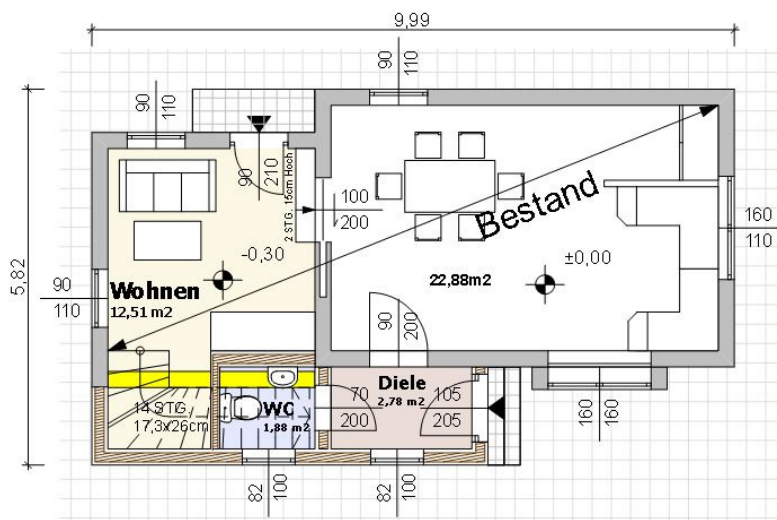 9,99
90
110
90
110
90
210
2 STG. 15cm Hoch
100
200
Bestand
160
110
5,82
-0,30
±0,00
90
110
Wohnen
12,51 m2
22,88m2
90
200
14 STG.
17,3x26cm
WC
1,88 m2
70
200
Diele
2,78 m2
105
205
160
160
82
100
82
100